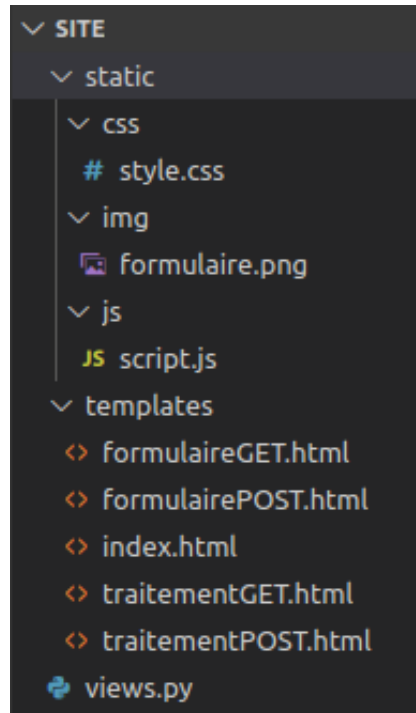 SITE
static
css
# style.css
img
formulaire.png
js
JS script.js
templates
<> formulaireGET.html
<> formulairePOST.html
<> index.html
<> traitementGET.html
<> traitementPOST.html
views.py